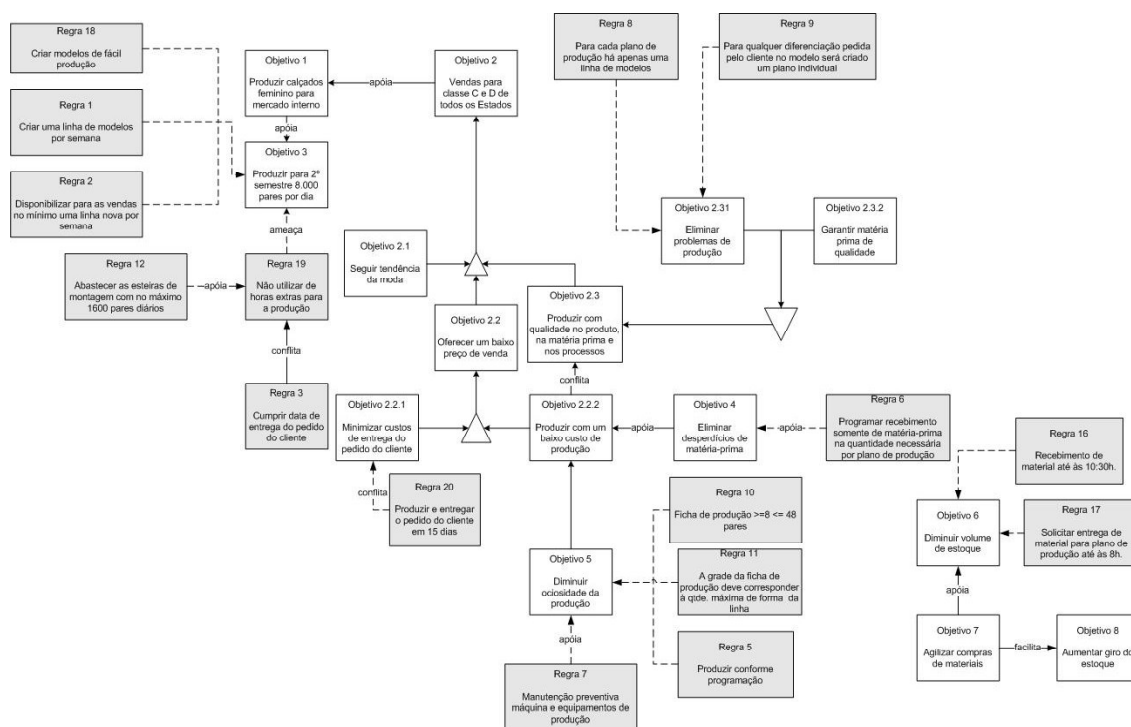 Regra 18
Criar modelos de fácil
produção
Regra 1
Criar uma linha de modelos
por semana
Regra 2
Disponibilizar para as vendas
no mínimo uma linha nova por
semana
Regra 12
Abastecer as esteiras de
montagem com no máximo
1600 pares diários
apóia
Objetivo 1
Produzir calçados
feminino para
mercado interno
apóia
Objetivo 2
Vendas para
classe C e D de
todos os Estados
apóia
Objetivo 3
Produzir para 2º
semestre 8.000
pares por dia
ameaça
Regra 19
Não utilizar de
horas extras para
a produção
conflita
Regra 3
Cumprir data de
entrega do pedido
do cliente
Regra 8
Para cada plano de
produção há apenas uma
linha de modelos
Regra 9
Para qualquer diferenciação pedida
pelo cliente no modelo será criado
um plano individual
Objetivo 2.31
Eliminar
problemas de
produção
Objetivo 2.3.2
Garantir matéria
prima de
qualidade
Objetivo 2.1
Seguir tendência
da moda
Objetivo 2.2
Oferecer um baixo
preço de venda
Objetivo 2.3
Produzir com
qualidade no produto,
na matéria prima e
nos processos
conflita
Objetivo 2.2.1
Minimizar custos
de entrega do
pedido do cliente
conflita
Regra 20
Produzir e entregar
o pedido do cliente
em 15 dias
Objetivo 2.2.2
Produzir com um
baixo custo de
produção
apóia
Objetivo 4
Eliminar
desperdícios de
matéria-prima
apóia
Regra 6
Programar recebimento
somente de matéria-prima
na quantidade necessária
por plano de produção
Regra 10
Ficha de produção >=8 <= 48
pares
Regra 11
A grade da ficha de
produção deve corresponder
à qtde. máxima de forma da
linha
Regra 5
Produzir conforme
programação
Objetivo 5
Diminuir
ociosidade da
produção
apóia
Regra 7
Manutenção preventiva
máquina e equipamentos de
produção
Regra 16
Recebimento de
material até às 10:30h.
Regra 17
Solicitar entrega de
material para plano de
produção até às 8h.
Objetivo 6
Diminuir volume
de estoque
apóia
Objetivo 7
Agilizar compras
de materiais
facilita
Objetivo 8
Aumentar giro do
estoque